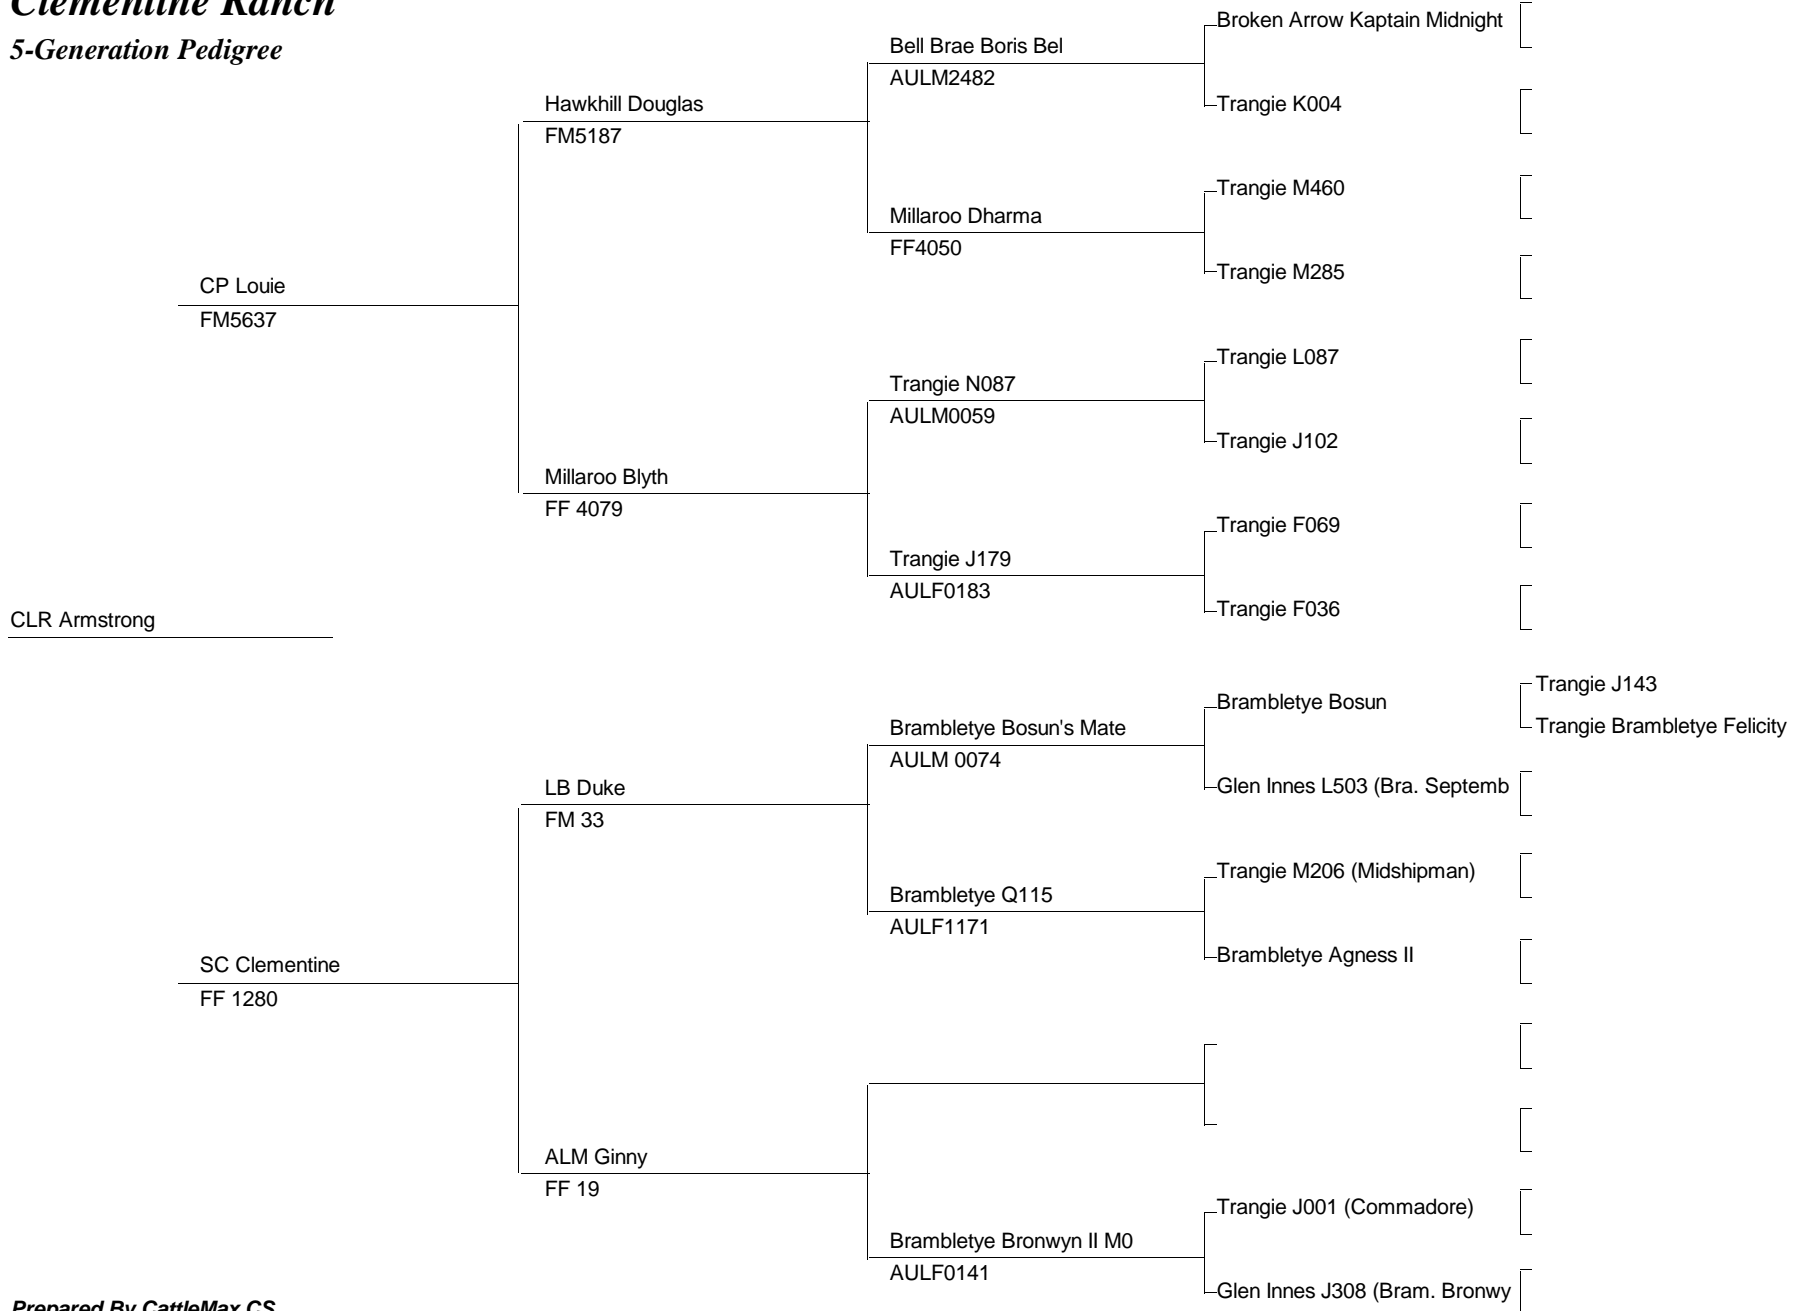 Clementine Ranch
5-Generation Pedigree
Broken Arrow Kaptain Midnight
Bell Brae Boris Bel
AULM2482
Trangie K004
Hawkhill Douglas
FM5187
Trangie M460
Millaroo Dharma
FF4050
Trangie M285
CP Louie
FM5637
Trangie L087
Trangie N087
AULM0059
Trangie J102
Millaroo Blyth
FF 4079
Trangie F069
Trangie J179
AULF0183
Trangie F036
CLR Armstrong
Trangie J143
Brambletye Bosun
Trangie Brambletye Felicity
Brambletye Bosun's Mate
AULM 0074
Glen Innes L503 (Bra. Septemb
LB Duke
FM 33
Trangie M206 (Midshipman)
Brambletye Q115
AULF1171
Brambletye Agness II
SC Clementine
FF 1280
ALM Ginny
FF 19
Trangie J001 (Commadore)
Brambletye Bronwyn II M0
AULF0141
Glen Innes J308 (Bram. Bronwy
Prepared By CattleMax CS